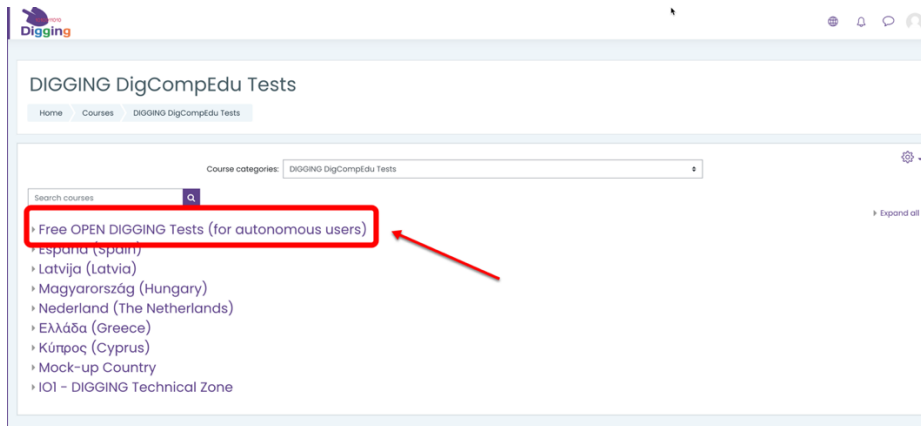 Digging
DIGGING DigCompEdu Tests
Home Courses DIGGING DigCompEdu Tests
Course categories: DIGGING DigCompEdu Tests
Search courses
Expand all
Free OPEN DIGGING Tests (for autonomous users)
España (Spain)
Latvija (Latvia)
Magyarország (Hungary)
Nederland (The Netherlands)
Ελλάδα (Greece)
Κύπρος (Cyprus)
Mock-up Country
IO1 - DIGGING Technical Zone